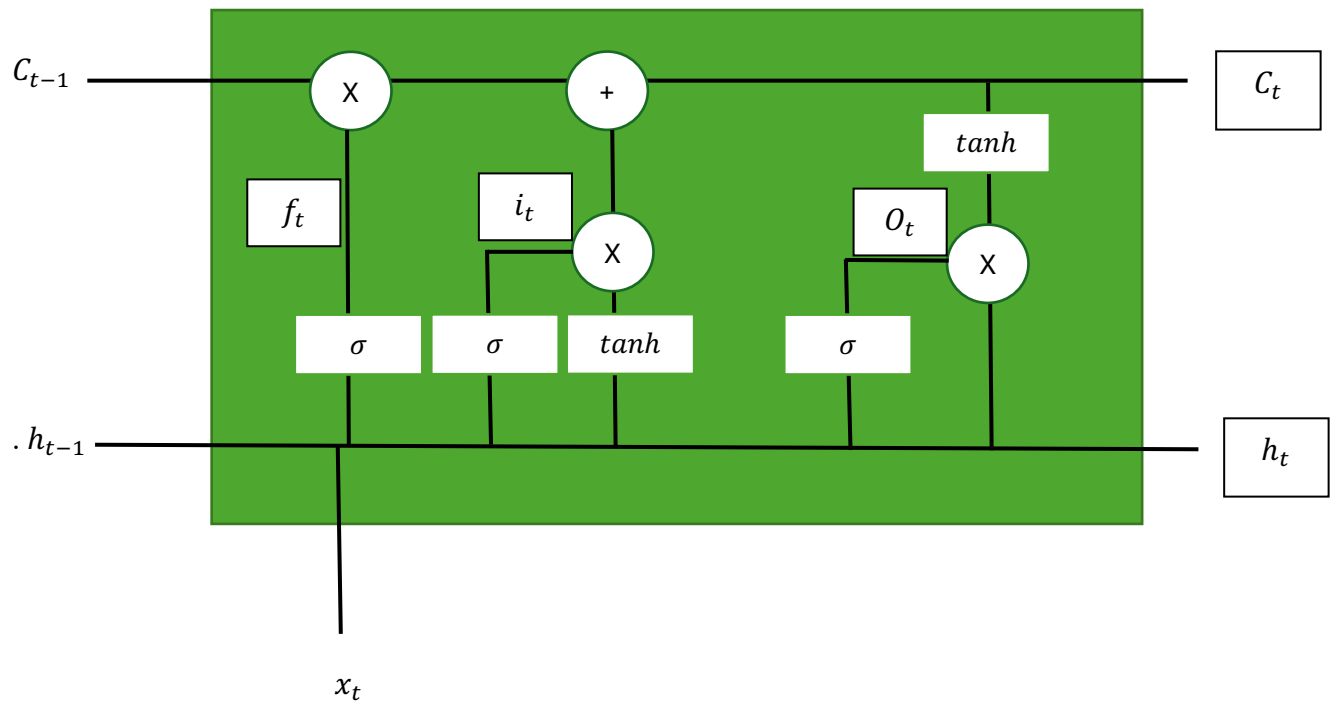 C_{t−1}
X
+
C_t
tanh
f_t
i_t
O_t
X
X
σ
σ
tanh
σ
. h_{t−1}
h_t
x_t